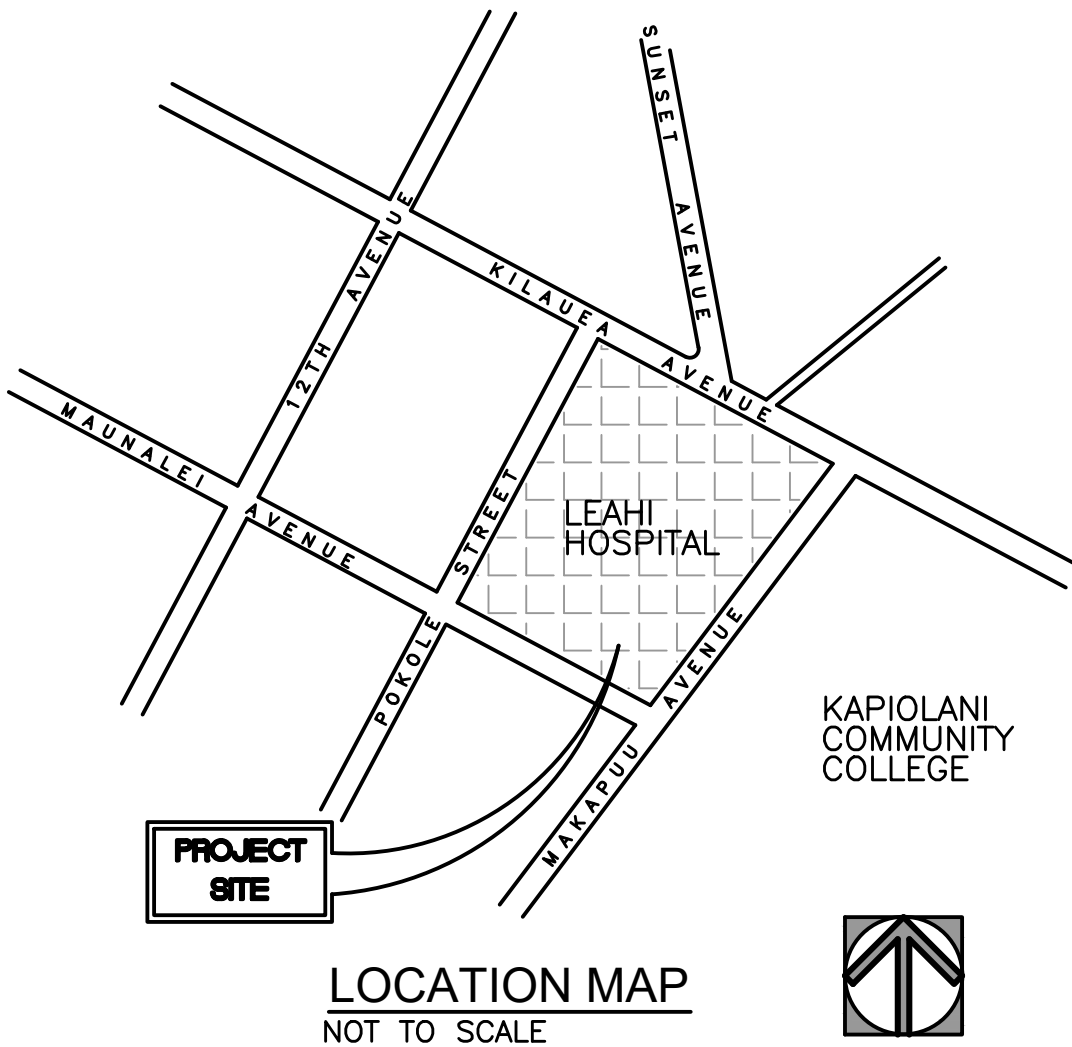 SUNSET AVENUE
12TH AVENUE
KILAUEA AVENUE
MAUNALEI AVENUE
POKOLE STREET
LEAHI
HOSPITAL
MAKAPUU AVENUE
KAPIOLANI
COMMUNITY
COLLEGE
PROJECT
SITE
LOCATION MAP
NOT TO SCALE